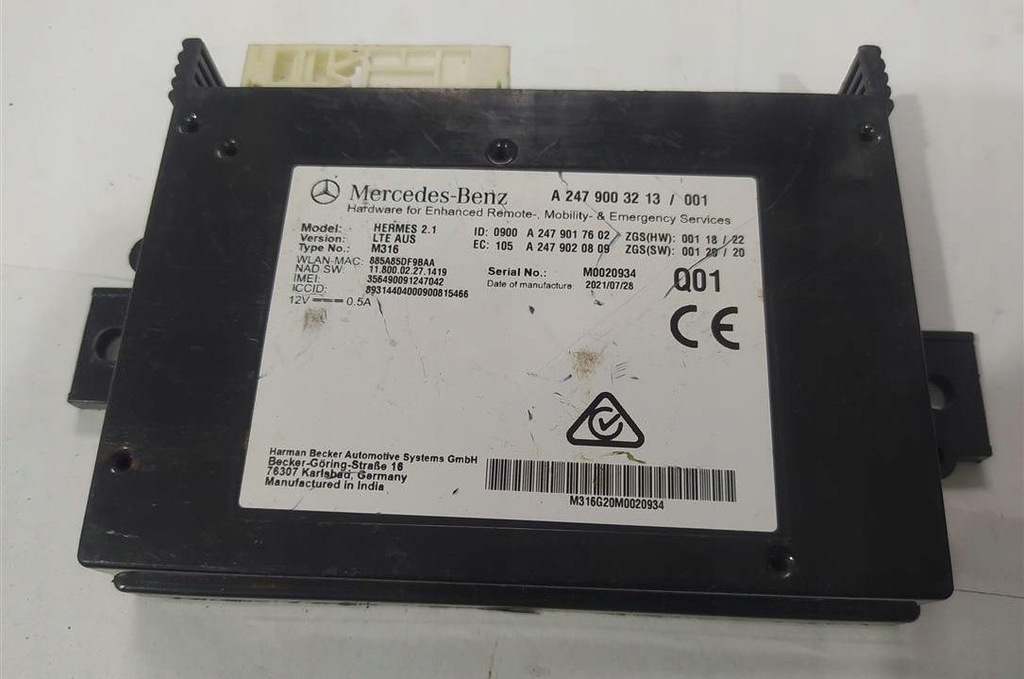 Mercedes-Benz A 247 900 32 13 / 001
Hardware for Enhanced Remote-, Mobility- & Emergency Services
Model: HERMES 2.1 ID: 0900 A 247 901 76 02 ZGS(HW): 001 18 / 22
Version: LTE AUS EC: 105 A 247 902 08 09 ZGS(SW): 001 20 / 20
Type No.: M316
WLAN-MAC: 885A85DF9BAA Serial No.: M0020934 Q01
NAD SW: 11.800.02.27.1419 Date of manufacture: 2021/07/28
IMEI: 356490091247042
ICCID: 89314404000900815466
12V 0.5A
CE
Harman Becker Automotive Systems GmbH
Becker-Göring-Straße 16
76307 Karlsbad, Germany
Manufactured in India
M316G20M0020934